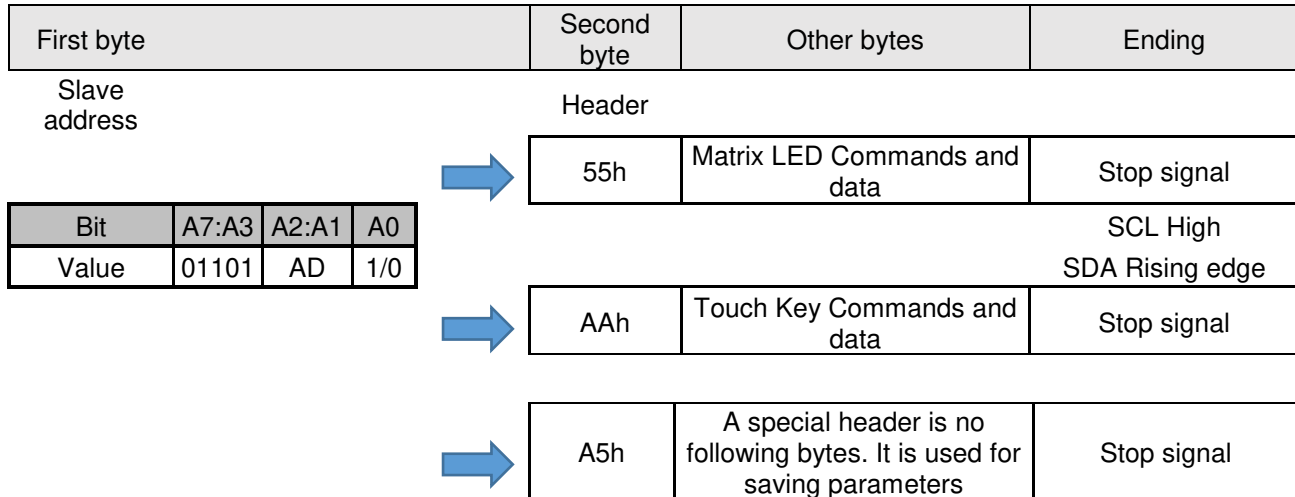 First byte
Second
byte
Other bytes
Ending
Slave
address
Header
55h
Matrix LED Commands and
data
Stop signal
Bit A7:A3 A2:A1 A0
Value 01101 AD 1/0
SCL High
SDA Rising edge
AAh
Touch Key Commands and
data
Stop signal
A5h
A special header is no
following bytes. It is used for
saving parameters
Stop signal